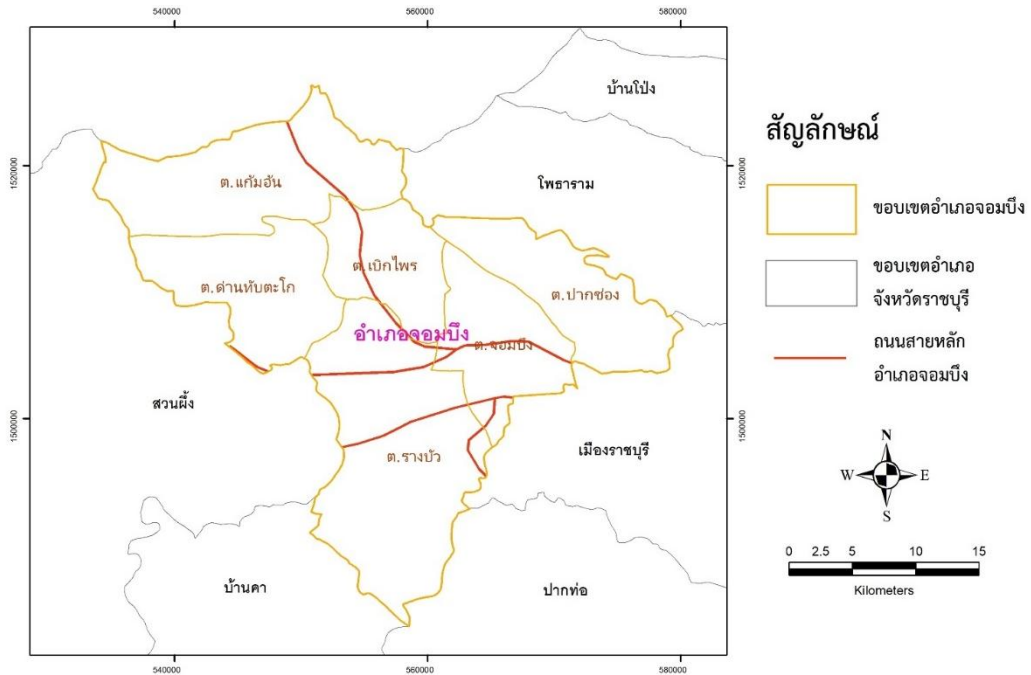 540000
560000
580000
บ้านโป่ง
สัญลักษณ์
1520000
1520000
ต.แก้มอ้น
โพธาราม
ขอบเขตอำเภอจอมบึง
ต.เบิกไพร
ต.ด่านทับตะโก
ต.ปากช่อง
ขอบเขตอำเภอ
จังหวัดราชบุรี
อำเภอจอมบึง
ต.จอมบึง
ถนนสายหลัก
อำเภอจอมบึง
สวนผึ้ง
1500000
1500000
ต.รางบัว
เมืองราชบุรี
N
W
E
S
0 2.5 5 10 15
Kilometers
บ้านคา
ปากท่อ
540000
560000
580000